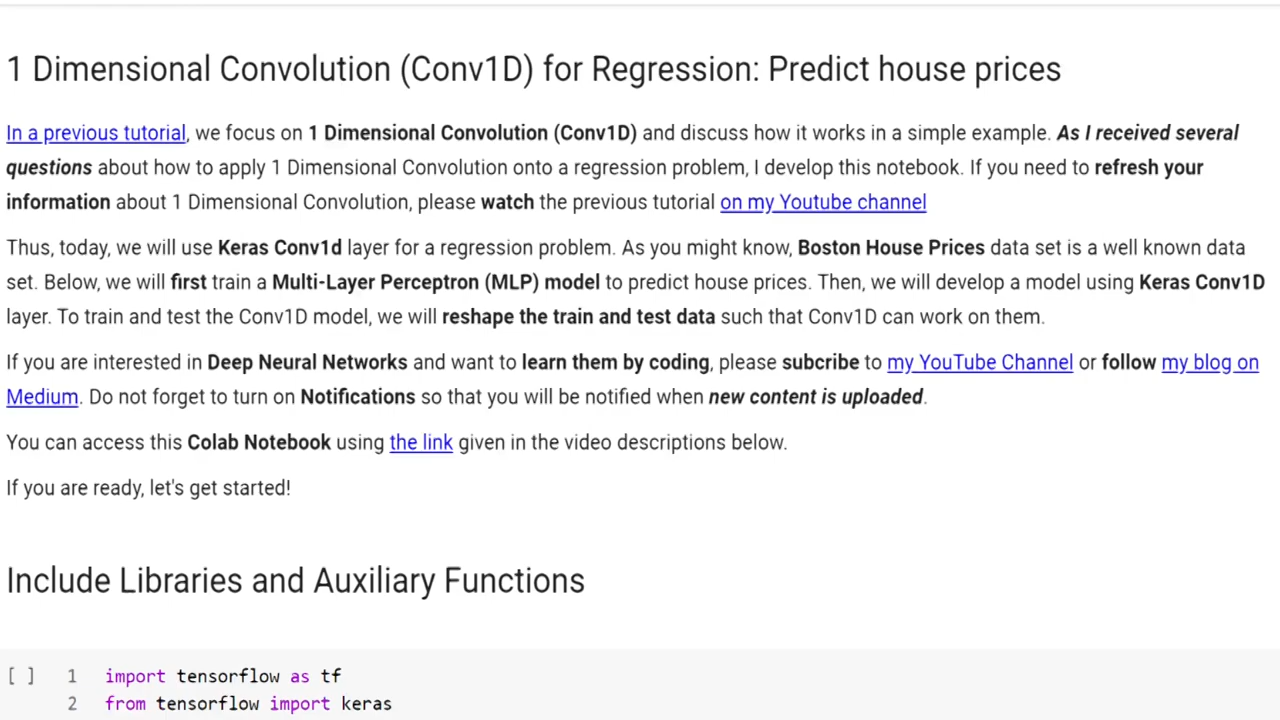 1 Dimensional Convolution (Conv1D) for Regression: Predict house prices
In a previous tutorial, we focus on 1 Dimensional Convolution (Conv1D) and discuss how it works in a simple example. As I received several
questions about how to apply 1 Dimensional Convolution onto a regression problem, I develop this notebook. If you need to refresh your
information about 1 Dimensional Convolution, please watch the previous tutorial on my Youtube channel
Thus, today, we will use Keras Conv1d layer for a regression problem. As you might know, Boston House Prices data set is a well known data
set. Below, we will first train a Multi-Layer Perceptron (MLP) model to predict house prices. Then, we will develop a model using Keras Conv1D
layer. To train and test the Conv1D model, we will reshape the train and test data such that Conv1D can work on them.
If you are interested in Deep Neural Networks and want to learn them by coding, please subcribe to my YouTube Channel or follow my blog on
Medium. Do not forget to turn on Notifications so that you will be notified when new content is uploaded.
You can access this Colab Notebook using the link given in the video descriptions below.
If you are ready, let's get started!
Include Libraries and Auxiliary Functions
[ ] 1 import tensorflow as tf
2 from tensorflow import keras